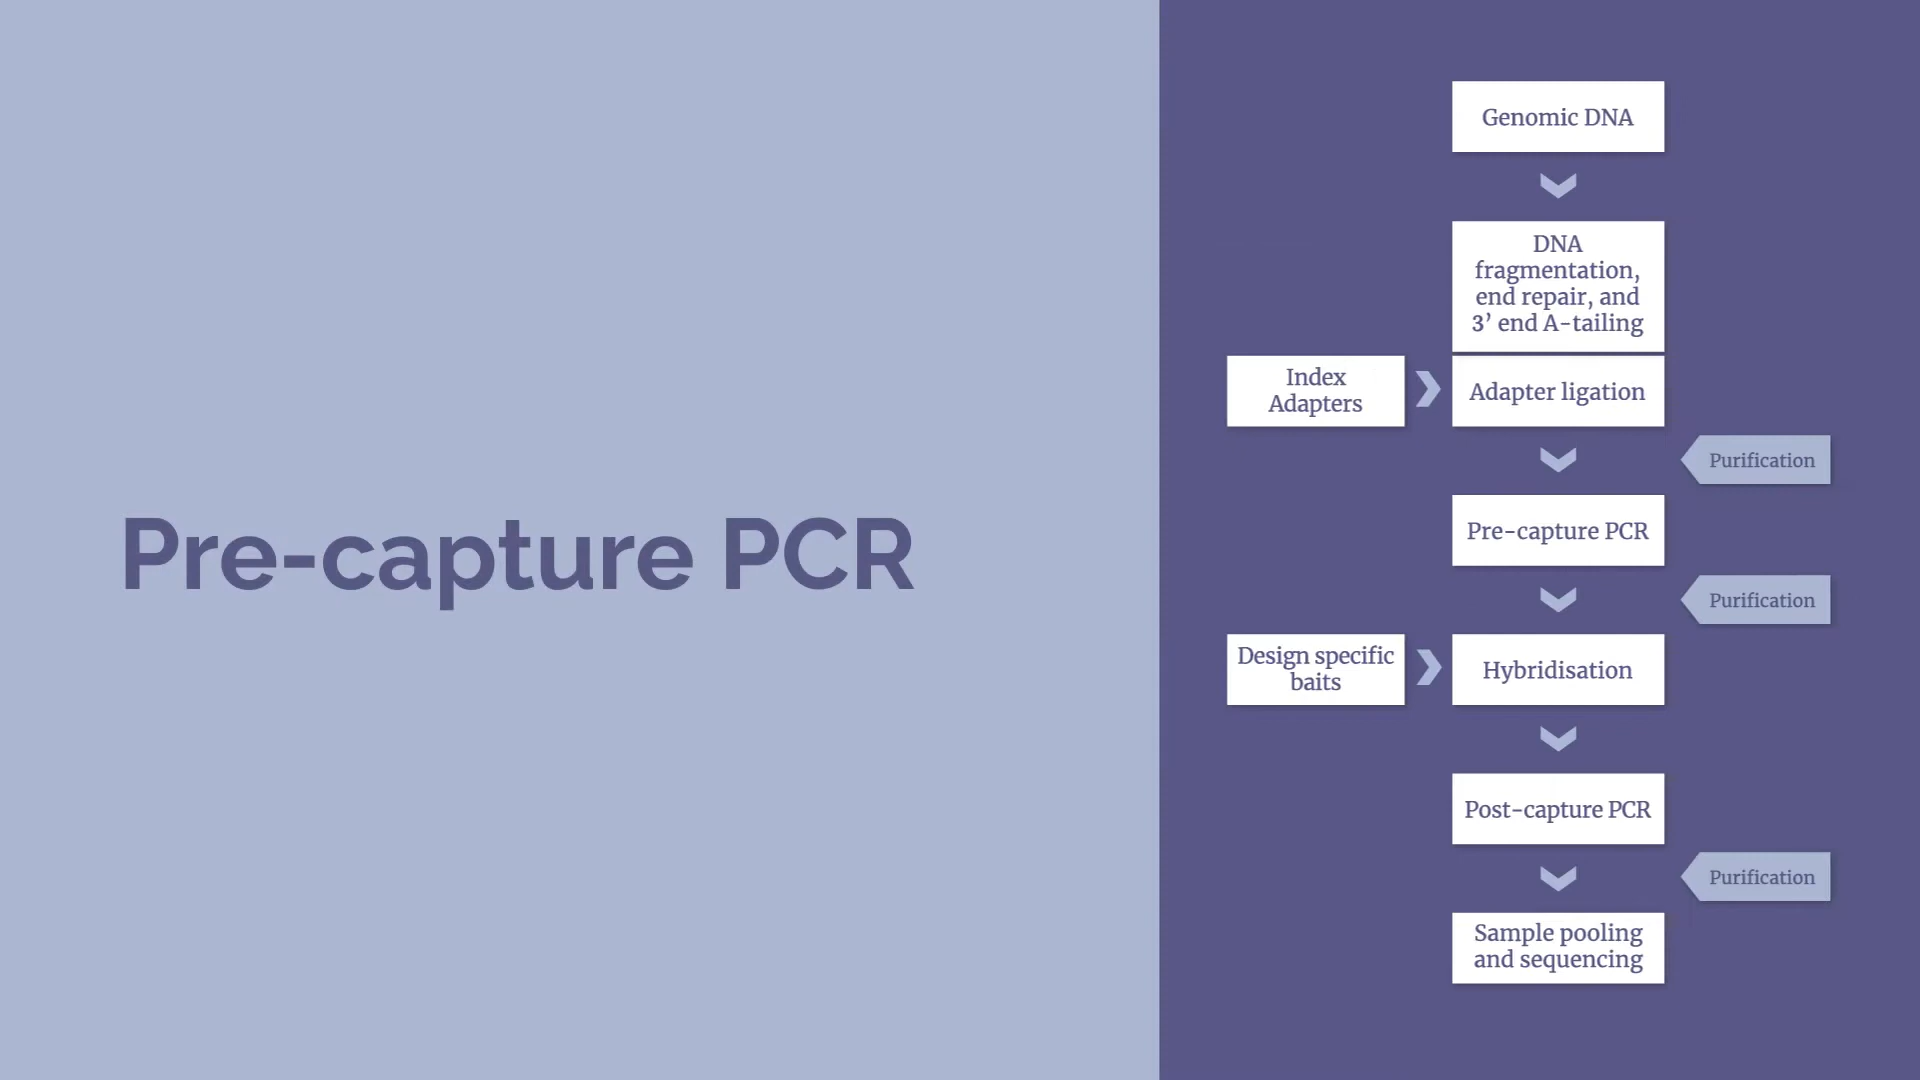 Pre-capture PCR
Genomic DNA
DNA
fragmentation,
end repair, and
3’ end A-tailing
Index
Adapters
Adapter ligation
Purification
Pre-capture PCR
Purification
Design specific
baits
Hybridisation
Post-capture PCR
Purification
Sample pooling
and sequencing